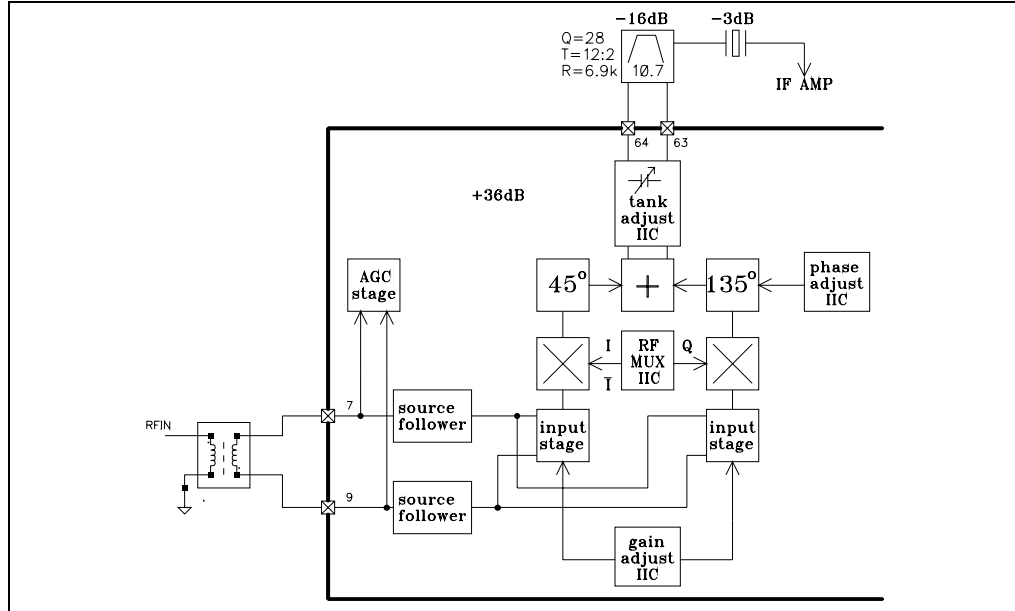 -16dB
-3dB
Q=28
T=12:2
R=6.9k
10.7
IF AMP
64
63
+36dB
tank
adjust
IIC
AGC
stage
45°
+
135°
phase
adjust
IIC
I
RF
MUX
IIC
Q
I̅
7
source
follower
RFIN
input
stage
input
stage
9
source
follower
gain
adjust
IIC